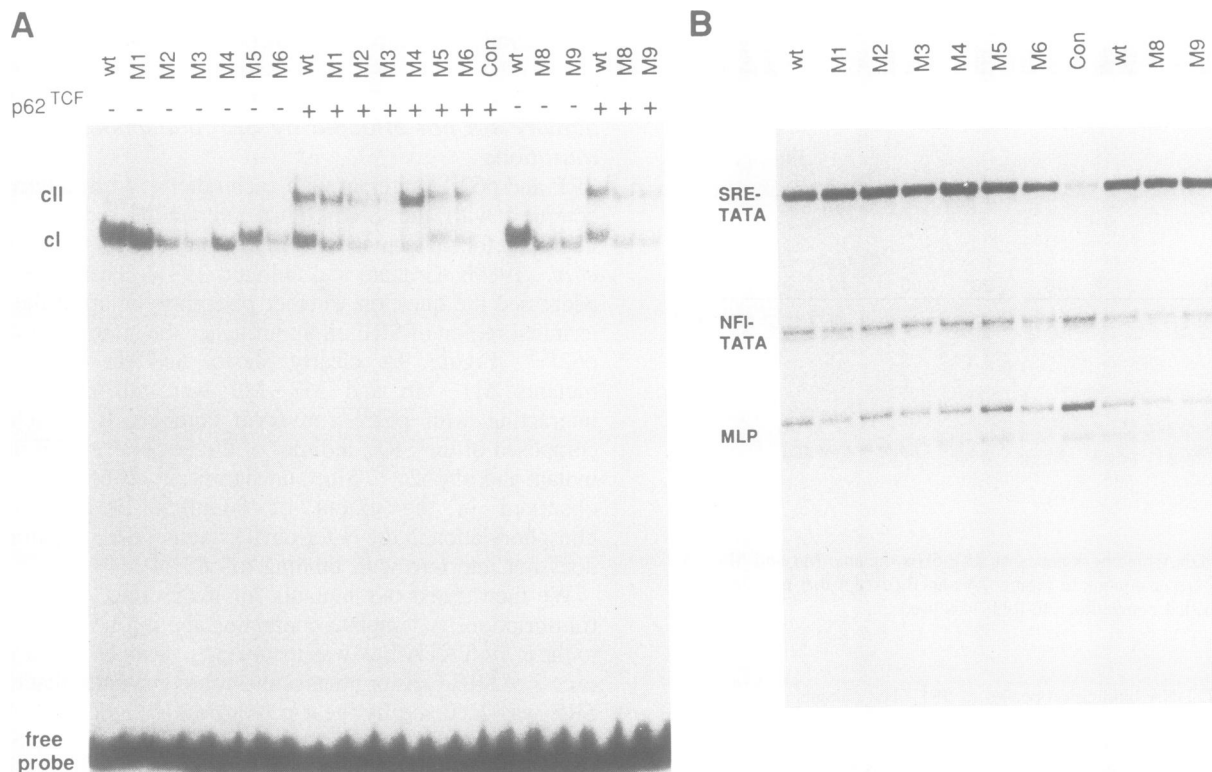 A
wt M1 M2 M3 M4 M5 M6 wt M1 M2 M3 M4 M5 M6 Con wt M8 M9 wt M8 M9
p62 TCF - - - - - - - + + + + + + + + - - - + + +
cII
cI
free
probe
B
wt M1 M2 M3 M4 M5 M6 Con wt M8 M9
SRE-
TATA
NFI-
TATA
MLP